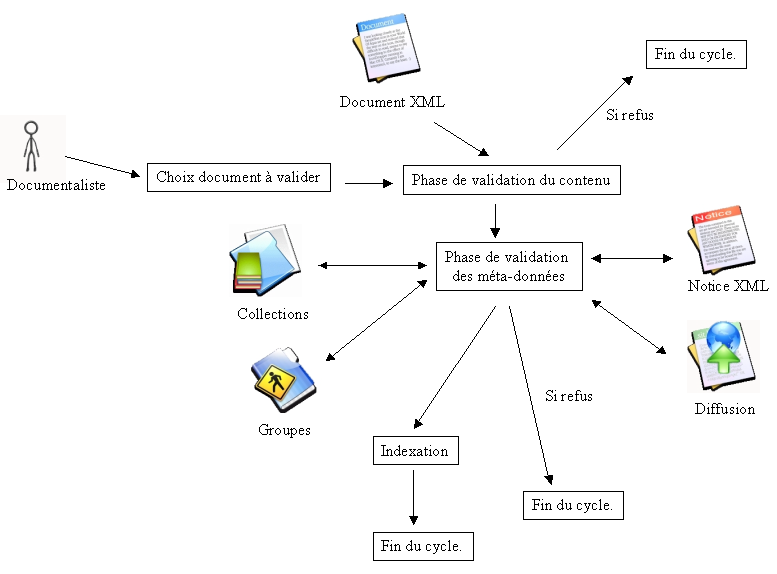 Document
Document XML
Fin du cycle.
Si refus
Documentaliste
Choix document à valider
Phase de validation du contenu
Phase de validation
des méta-données
Collections
Notice
Notice XML
Groupes
Diffusion
Si refus
Indexation
Fin du cycle.
Fin du cycle.